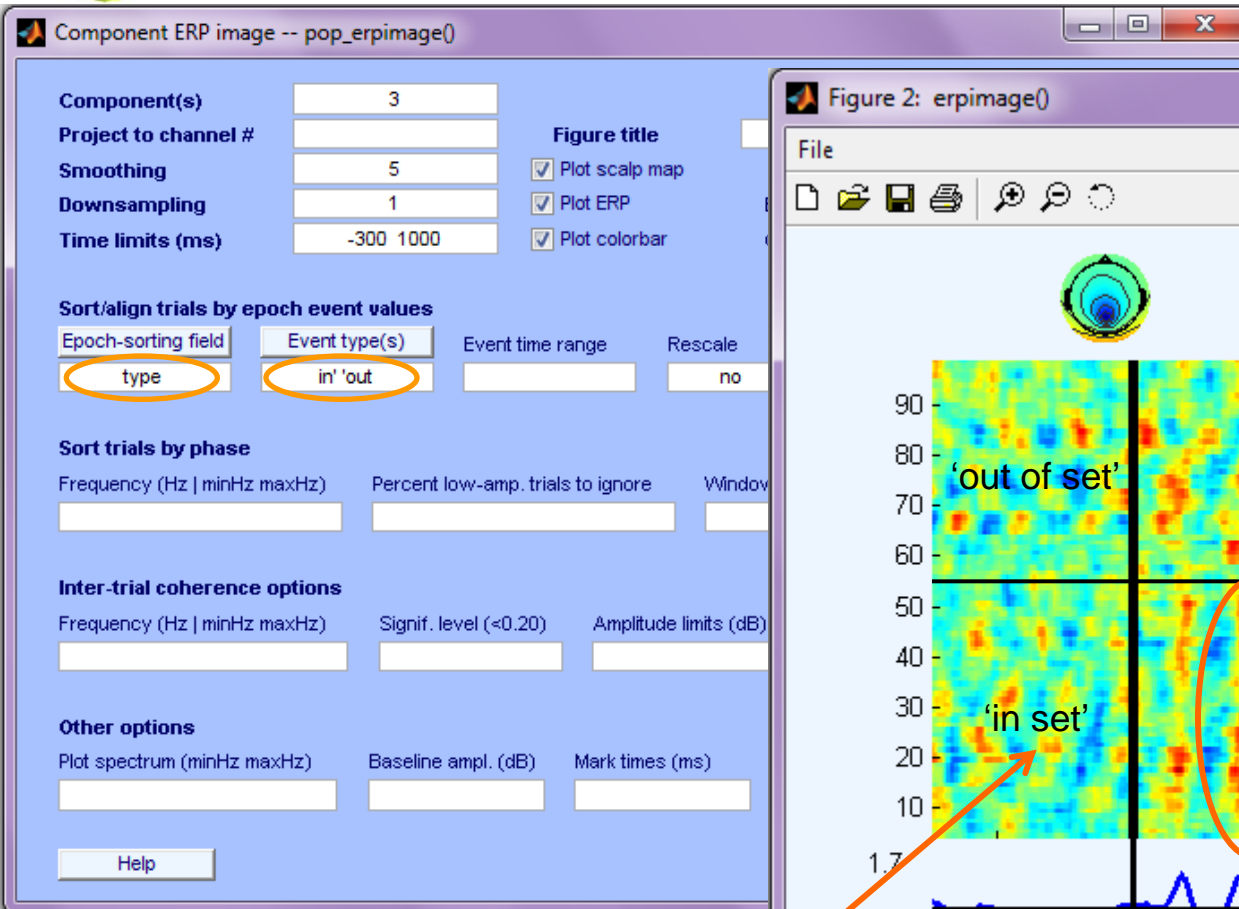 Component ERP image -- pop_erpimage()
Component(s) 3
Project to channel # Figure title
Smoothing 5 Plot scalp map
Downsampling 1 Plot ERP
Time limits (ms) -300 1000 Plot colorbar
Sort/align trials by epoch event values
Epoch-sorting field Event type(s) Event time range Rescale
type in' 'out no
Sort trials by phase
Frequency (Hz | minHz maxHz) Percent low-amp. trials to ignore Window
Inter-trial coherence options
Frequency (Hz | minHz maxHz) Signif. level (<0.20) Amplitude limits (dB)
Other options
Plot spectrum (minHz maxHz) Baseline ampl. (dB) Mark times (ms)
Help
Figure 2: erpimage()
File
90
80
‘out of set’
70
60
50
40
30
‘in set’
20
10
1.7